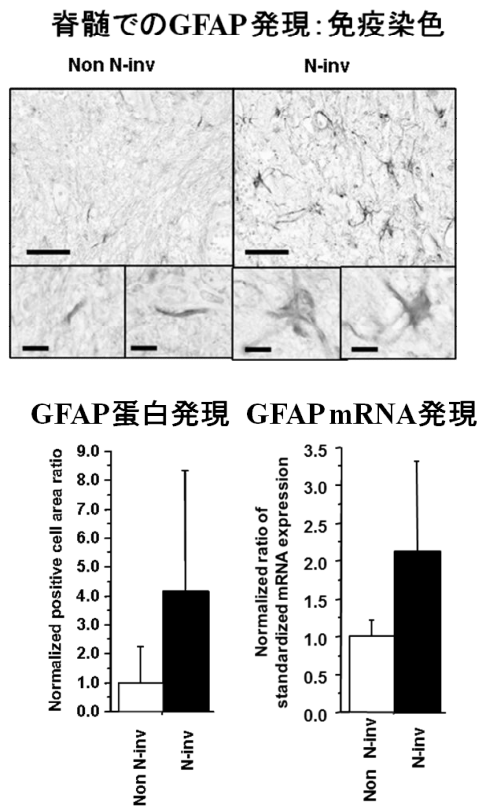 脊髄でのGFAP発現：免疫染色
Non N-inv
N-inv
GFAP蛋白発現
GFAP mRNA発現
Normalized positive cell area ratio
9.0
8.0
7.0
6.0
5.0
4.0
3.0
2.0
1.0
0.0
Non N-inv
N-inv
Normalized ratio of
standardized mRNA expression
3.5
3.0
2.5
2.0
1.5
1.0
0.5
0.0
Non N-inv
N-inv